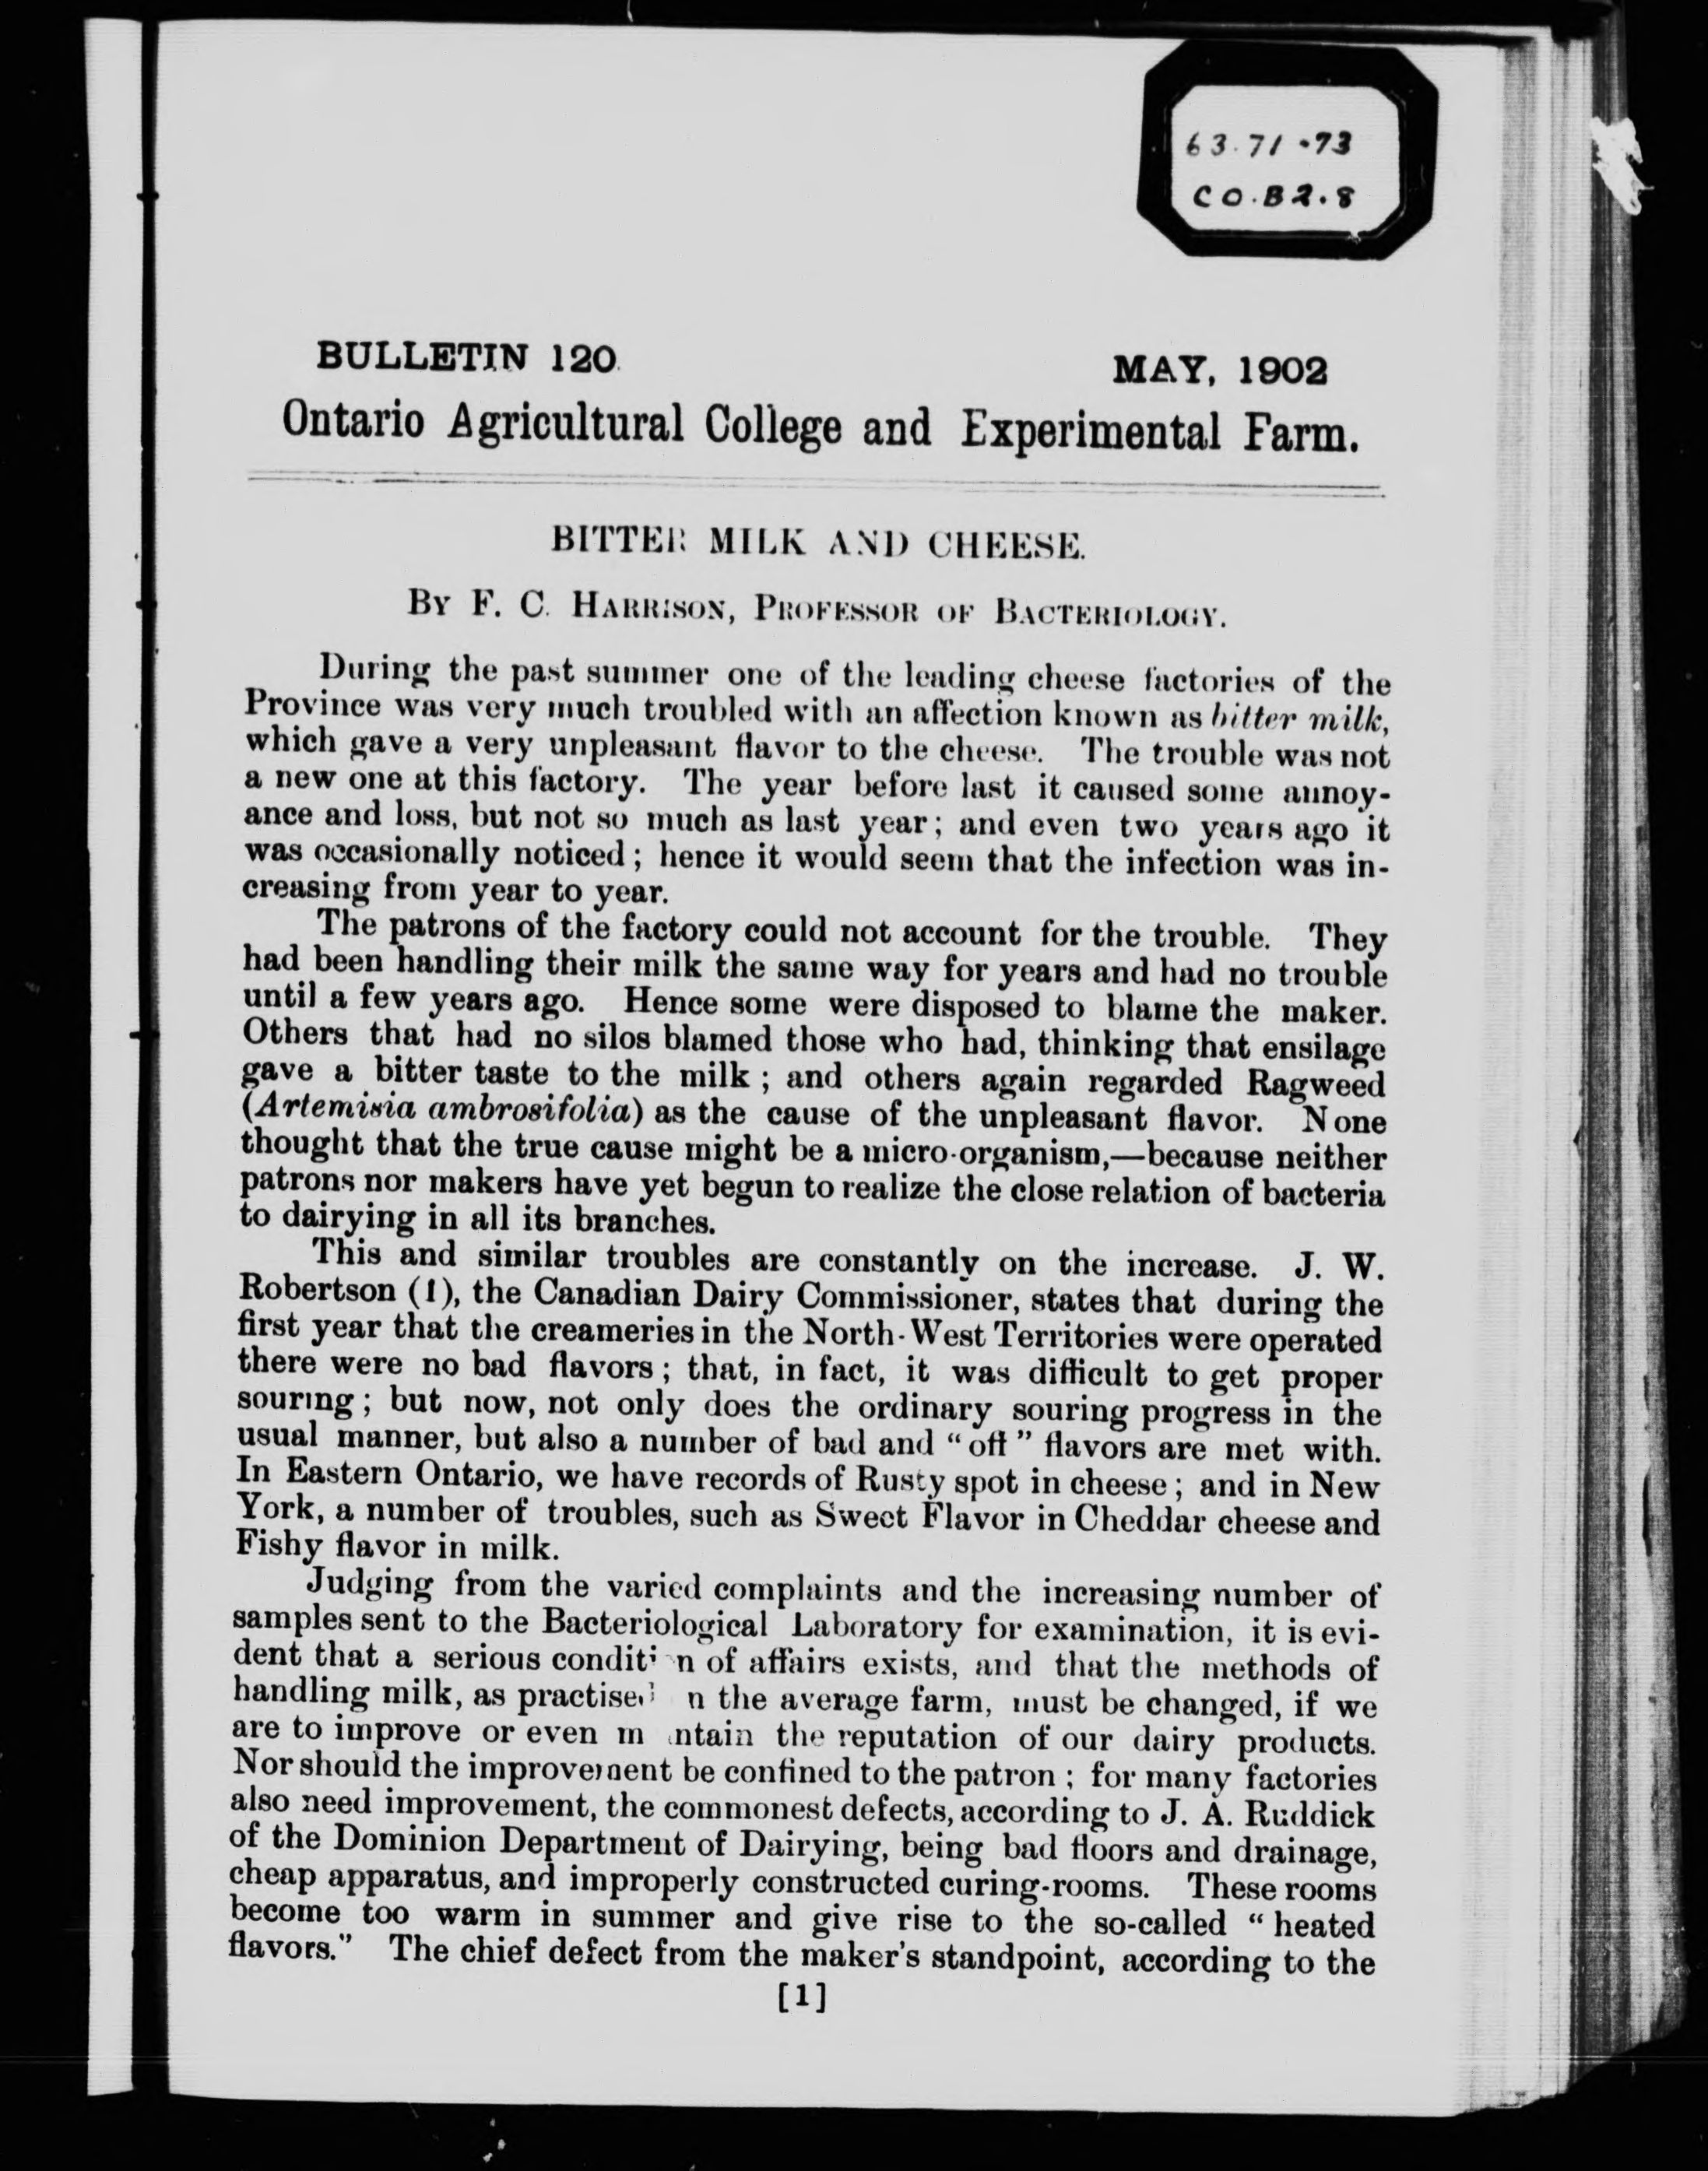 63.71-73
CO.B2.8
BULLETIN 120. MAY, 1902
Ontario Agricultural College and Experimental Farm.
BITTER MILK AND CHEESE.
By F. C. Harrison, Professor of Bacteriology.
During the past summer one of the leading cheese factories of the
Province was very much troubled with an affection known as bitter milk,
which gave a very unpleasant flavor to the cheese. The trouble was not
a new one at this factory. The year before last it caused some annoy-
ance and loss, but not so much as last year; and even two years ago it
was occasionally noticed; hence it would seem that the infection was in-
creasing from year to year.
The patrons of the factory could not account for the trouble. They
had been handling their milk the same way for years and had no trouble
until a few years ago. Hence some were disposed to blame the maker.
Others that had no silos blamed those who had, thinking that ensilage
gave a bitter taste to the milk; and others again regarded Ragweed
(Artemisia ambrosifolia) as the cause of the unpleasant flavor. None
thought that the true cause might be a micro-organism,—because neither
patrons nor makers have yet begun to realize the close relation of bacteria
to dairying in all its branches.
This and similar troubles are constantly on the increase. J. W.
Robertson (1), the Canadian Dairy Commissioner, states that during the
first year that the creameries in the North-West Territories were operated
there were no bad flavors; that, in fact, it was difficult to get proper
souring; but now, not only does the ordinary souring progress in the
usual manner, but also a number of bad and "off" flavors are met with.
In Eastern Ontario, we have records of Rusty spot in cheese; and in New
York, a number of troubles, such as Sweet Flavor in Cheddar cheese and
Fishy flavor in milk.
Judging from the varied complaints and the increasing number of
samples sent to the Bacteriological Laboratory for examination, it is evi-
dent that a serious condition of affairs exists, and that the methods of
handling milk, as practised n the average farm, must be changed, if we
are to improve or even m ntain the reputation of our dairy products.
Nor should the improvement be confined to the patron; for many factories
also need improvement, the commonest defects, according to J. A. Ruddick
of the Dominion Department of Dairying, being bad floors and drainage,
cheap apparatus, and improperly constructed curing-rooms. These rooms
become too warm in summer and give rise to the so-called "heated
flavors." The chief defect from the maker's standpoint, according to the
[1]